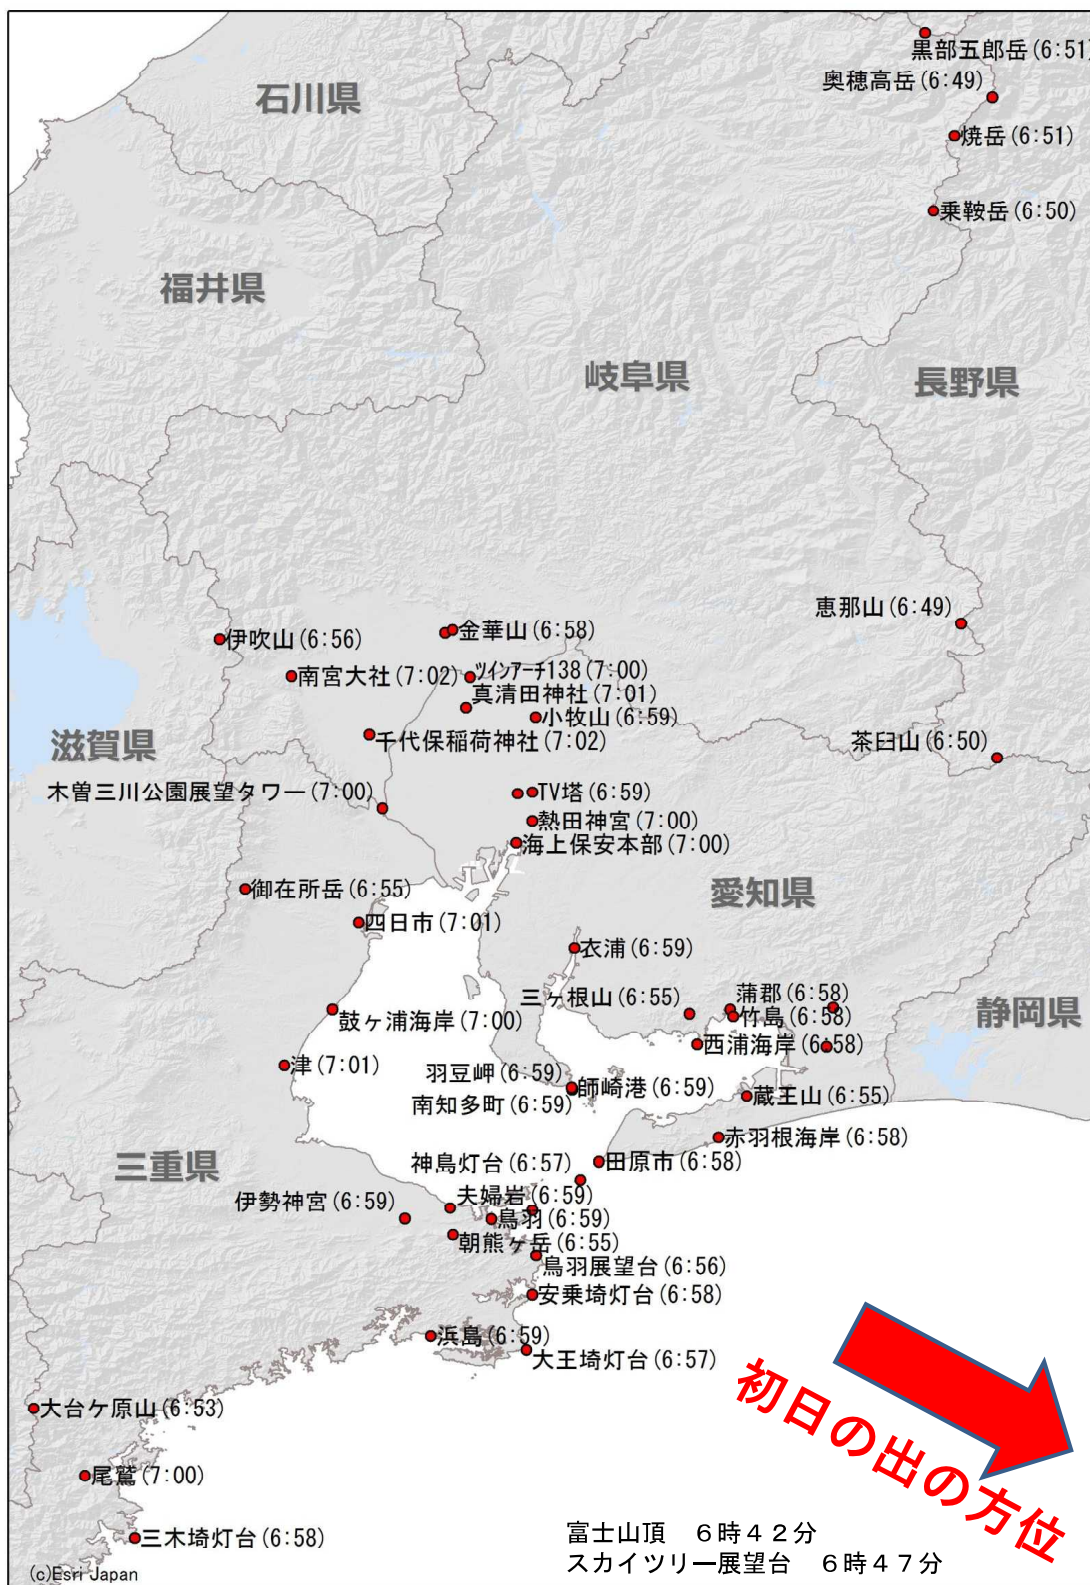 黒部五郎岳(6:51)
石川県
奥穂高岳(6:49)
焼岳(6:51)
乗鞍岳(6:50)
福井県
岐阜県
長野県
恵那山(6:49)
伊吹山(6:56)
金華山(6:58)
南宮大社(7:02)
ﾂｲﾝｱｰﾁ138(7:00)
真清田神社(7:01)
小牧山(6:59)
滋賀県
千代保稲荷神社(7:02)
茶臼山(6:50)
木曽三川公園展望タワー(7:00)
TV塔(6:59)
熱田神宮(7:00)
海上保安本部(7:00)
御在所岳(6:55)
愛知県
四日市(7:01)
衣浦(6:59)
三ヶ根山(6:55)
蒲郡(6:58)
竹島(6:58)
静岡県
鼓ヶ浦海岸(7:00)
西浦海岸(6:58)
津(7:01)
羽豆岬(6:59)
師崎港(6:59)
南知多町(6:59)
蔵王山(6:55)
赤羽根海岸(6:58)
三重県
神島灯台(6:57)
田原市(6:58)
伊勢神宮(6:59)
夫婦岩(6:59)
鳥羽(6:59)
朝熊ヶ岳(6:55)
鳥羽展望台(6:56)
安乗埼灯台(6:58)
浜島(6:59)
大王埼灯台(6:57)
初日の出の方位
大台ケ原山(6:53)
尾鷲(7:00)
三木埼灯台(6:58)
富士山頂　６時４２分
スカイツリー展望台　６時４７分
(c)Esri Japan